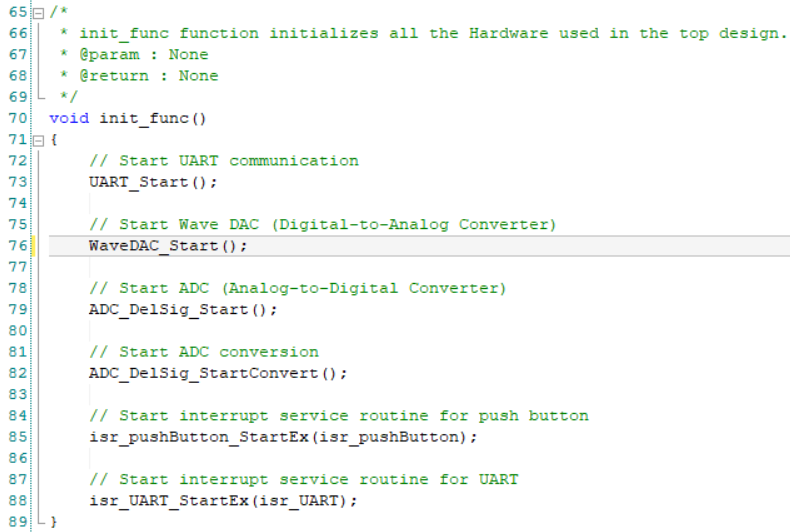 65 /*
66  * init_func function initializes all the Hardware used in the top design.
67  * @param : None
68  * @return : None
69  */
70 void init_func()
71 {
72     // Start UART communication
73     UART_Start();
74
75     // Start Wave DAC (Digital-to-Analog Converter)
76     WaveDAC_Start();
77
78     // Start ADC (Analog-to-Digital Converter)
79     ADC_DelSig_Start();
80
81     // Start ADC conversion
82     ADC_DelSig_StartConvert();
83
84     // Start interrupt service routine for push button
85     isr_pushButton_StartEx(isr_pushButton);
86
87     // Start interrupt service routine for UART
88     isr_UART_StartEx(isr_UART);
89 }